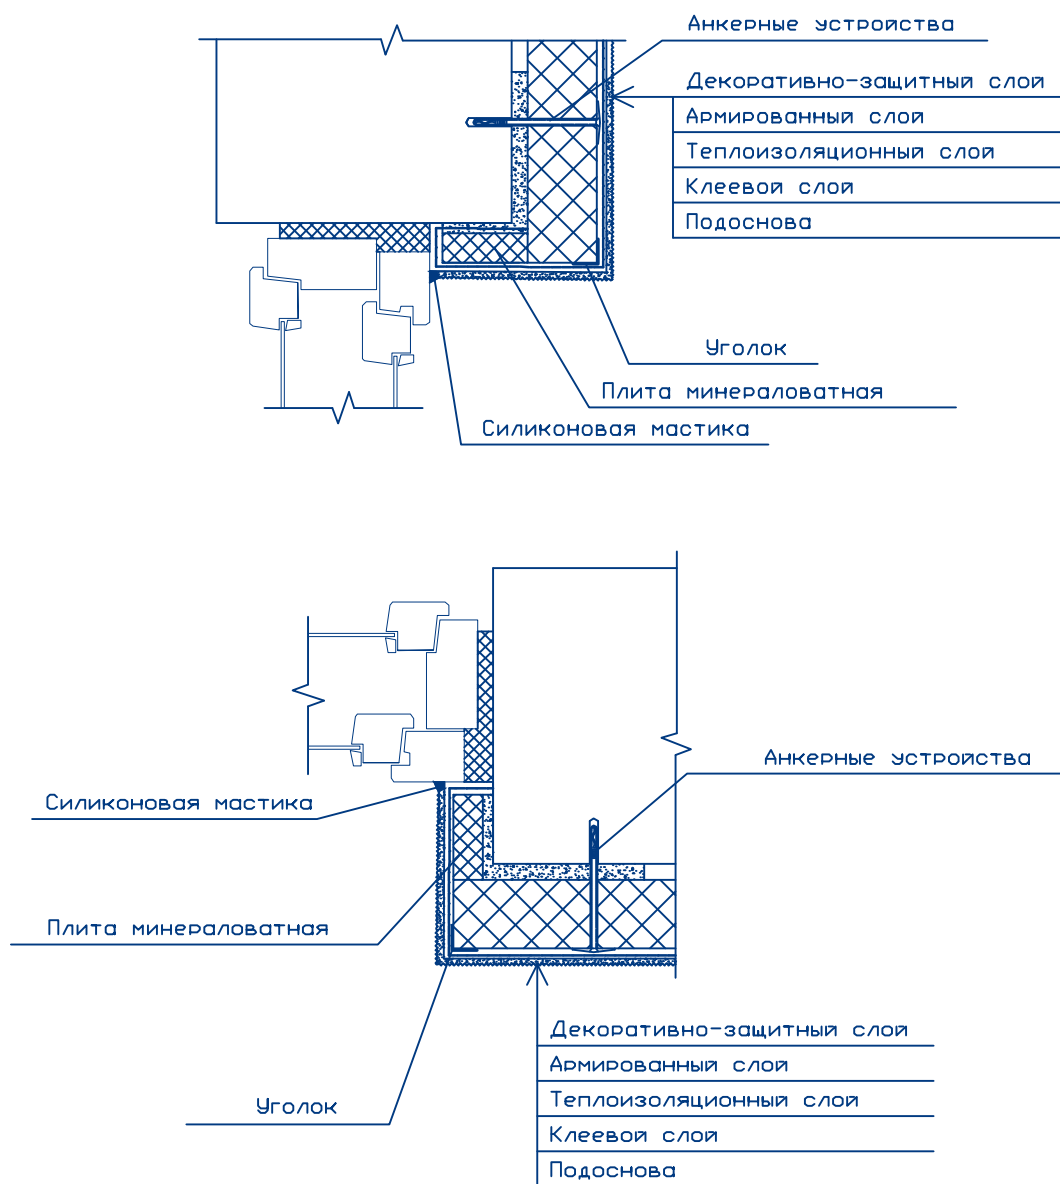 Анкерные устройства
Декоративно-защитный слой
Армированный слой
Теплоизоляционный слой
Клеевой слой
Подоснова
Уголок
Плита минераловатная
Силиконовая мастика
Анкерные устройства
Силиконовая мастика
Плита минераловатная
Декоративно-защитный слой
Армированный слой
Теплоизоляционный слой
Уголок
Клеевой слой
Подоснова